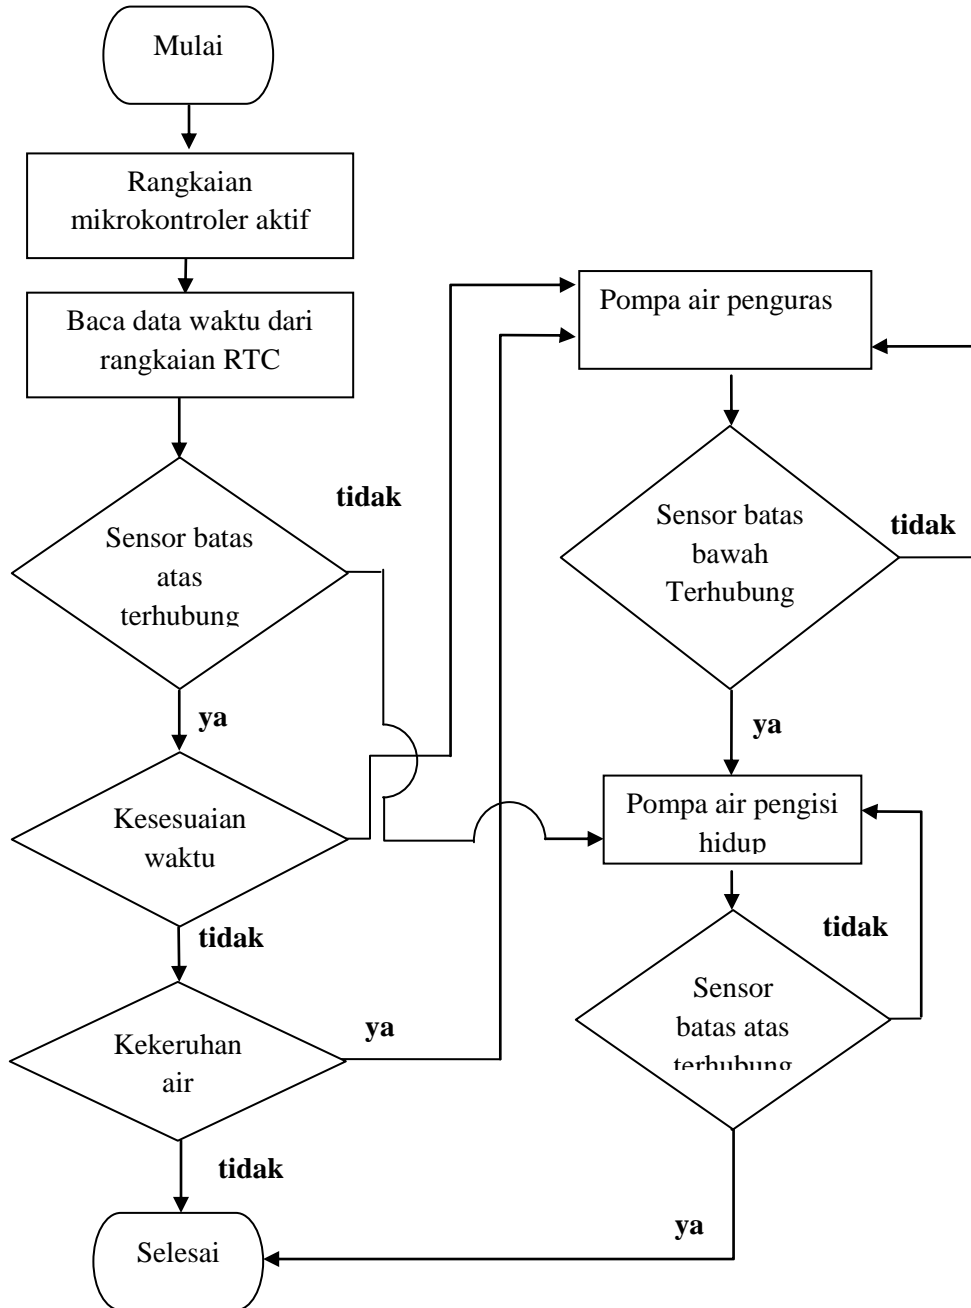 Mulai
Rangkaian
mikrokontroler aktif
Baca data waktu dari
rangkaian RTC
tidak
Sensor batas
atas
terhubung
ya
Kesesuaian
waktu
tidak
Kekeruhan
air
ya
tidak
Selesai
Pompa air penguras
Sensor batas
bawah
Terhubung
tidak
ya
Pompa air pengisi
hidup
tidak
Sensor
batas atas
terhubung
ya